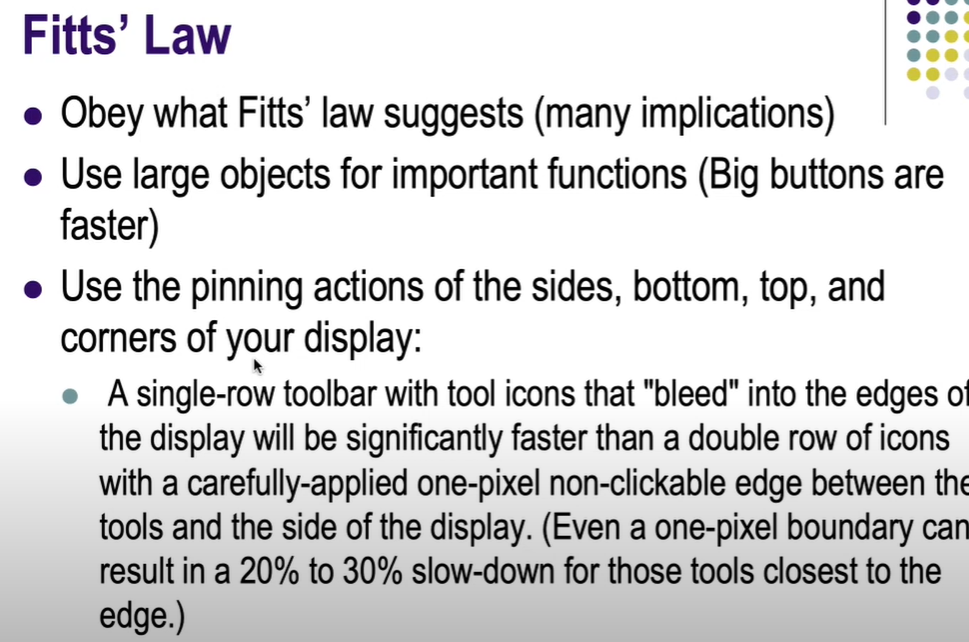 Fitts’ Law
Obey what Fitts’ law suggests (many implications)
Use large objects for important functions (Big buttons are
faster)
Use the pinning actions of the sides, bottom, top, and
corners of your display:
A single-row toolbar with tool icons that "bleed" into the edges of
the display will be significantly faster than a double row of icons
with a carefully-applied one-pixel non-clickable edge between the
tools and the side of the display. (Even a one-pixel boundary can
result in a 20% to 30% slow-down for those tools closest to the
edge.)